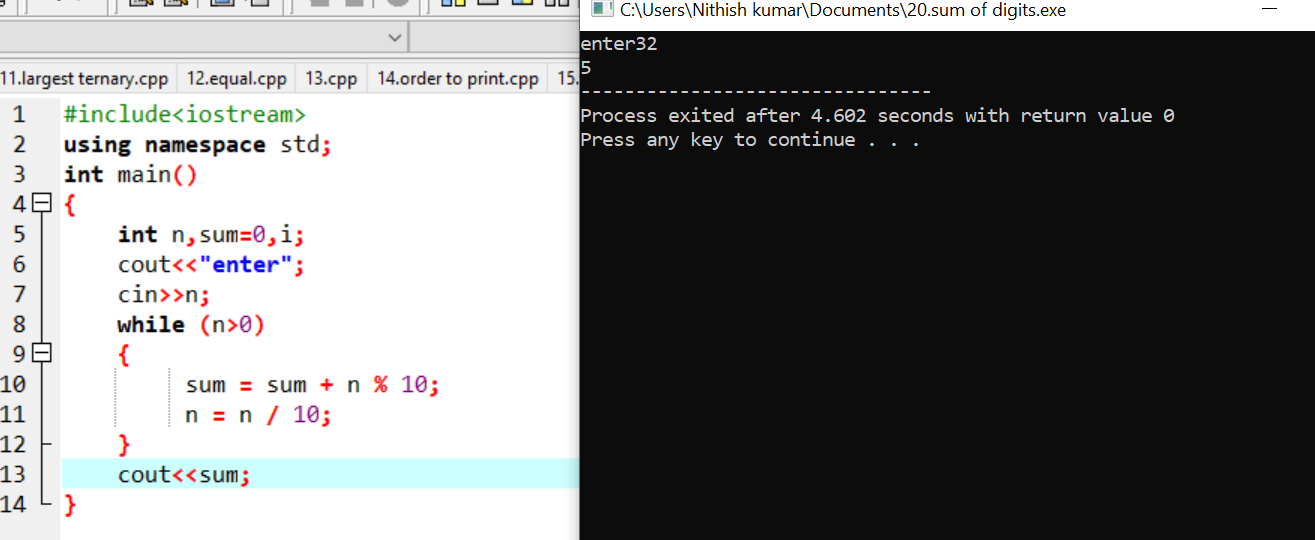 11.largest ternary.cpp 12.equal.cpp 13.cpp 14.order to print.cpp 15.
1 #include<iostream>
2 using namespace std;
3 int main()
4 {
5 int n,sum=0,i;
6 cout<<"enter";
7 cin>>n;
8 while (n>0)
9 {
10 sum = sum + n % 10;
11 n = n / 10;
12 }
13 cout<<sum;
14 }
C:\Users\Nithish kumar\Documents\20.sum of digits.exe
enter32
5
--------------------------------
Process exited after 4.602 seconds with return value 0
Press any key to continue . . .